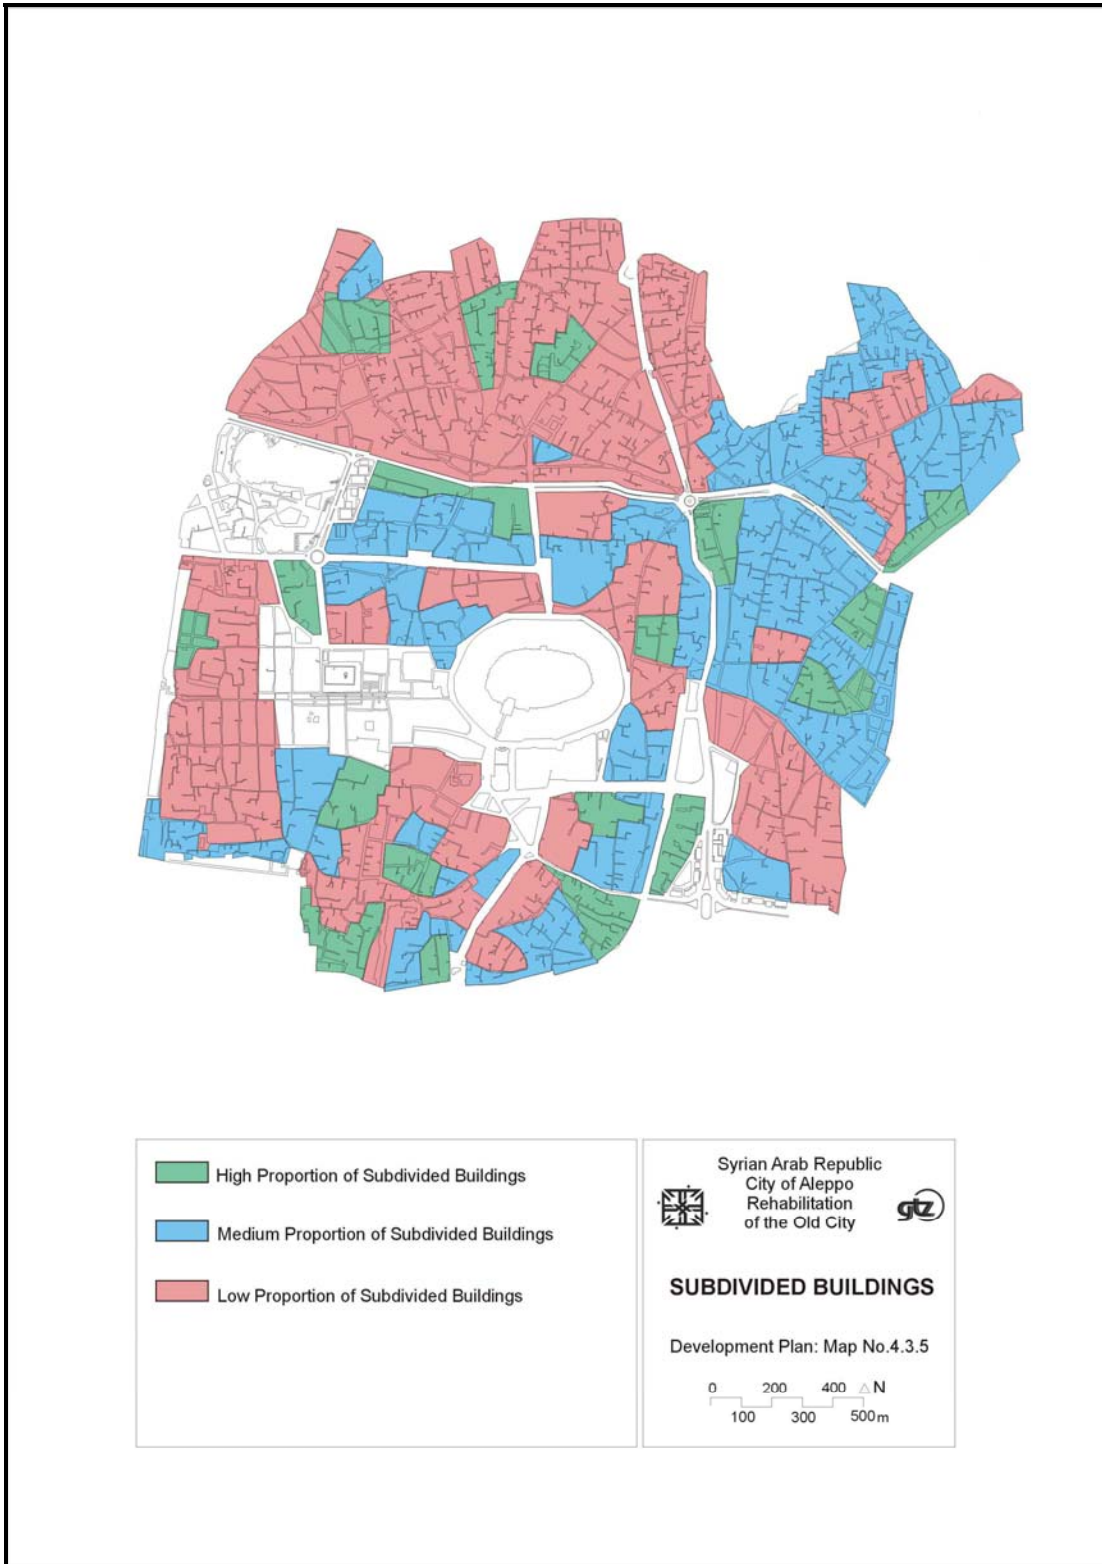 High Proportion of Subdivided Buildings
Medium Proportion of Subdivided Buildings
Low Proportion of Subdivided Buildings
Syrian Arab Republic
City of Aleppo
Rehabilitation
of the Old City
gtz
SUBDIVIDED BUILDINGS
Development Plan: Map No.4.3.5
0 200 400 N
100 300 500m